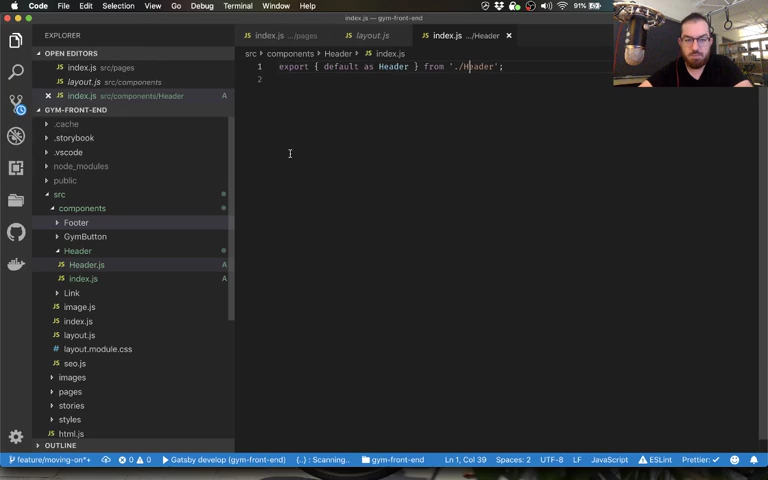 Code File Edit Selection View Go Debug Terminal Window Help 91%
index.js — gym-front-end
EXPLORER
OPEN EDITORS
index.js src/pages
layout.js src/components
index.js src/components/Header A
GYM-FRONT-END
.cache
.storybook
.vscode
node_modules
public
src
components
Footer
GymButton
Header
Header.js A
index.js A
Link
image.js
index.js
layout.js
layout.module.css
seo.js
images
pages
stories
styles
html.js
OUTLINE
index.js .../pages layout.js index.js .../Header
src components Header index.js
1 export { default as Header } from './Header';
2
feature/moving-on*+ 0 0 Gatsby develop (gym-front-end) {..} : Scanning.. gym-front-end Ln 1, Col 39 Spaces: 2 UTF-8 LF JavaScript ESLint Prettier: